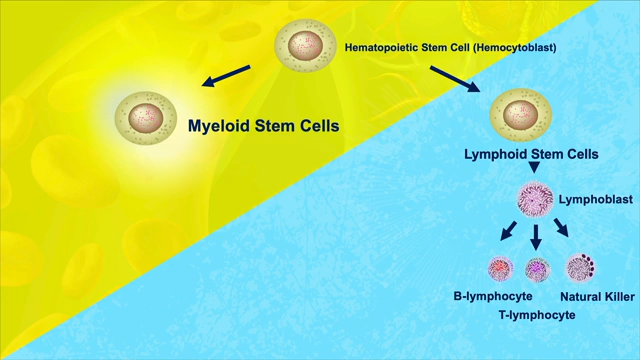 Hematopoietic Stem Cell (Hemocytoblast)
Myeloid Stem Cells
Lymphoid Stem Cells
Lymphoblast
B-lymphocyte
Natural Killer
T-lymphocyte